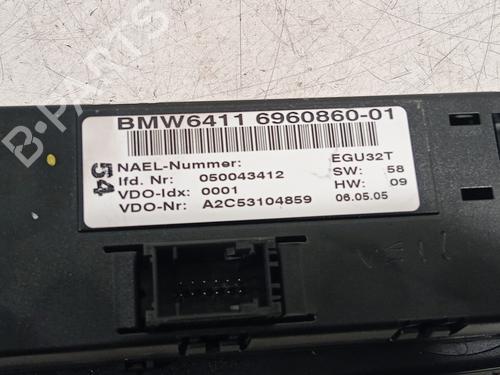 BMW6411 6960860-01
54
NAEL-Nummer: EGU32T
lfd. Nr: 050043412 SW: 58
VDO-Idx: 0001 HW: 09
VDO-Nr: A2C53104859 06.05.05
B-PARTS